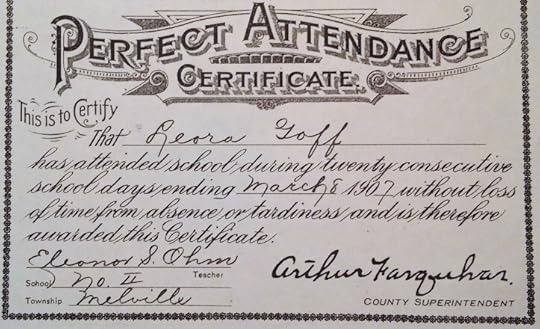 PERFECT ATTENDANCE
CERTIFICATE.
This is to Certify
That Leora Goff
has attended school, during twenty consecutive
school days, ending March 8 1907 without loss
of time, from absence, or tardiness, and is therefore
awarded this Certificate.
Eleonor S. Ohm
Teacher
School No. II
Township Melville
Arthur Farquhar.
COUNTY SUPERINTENDENT